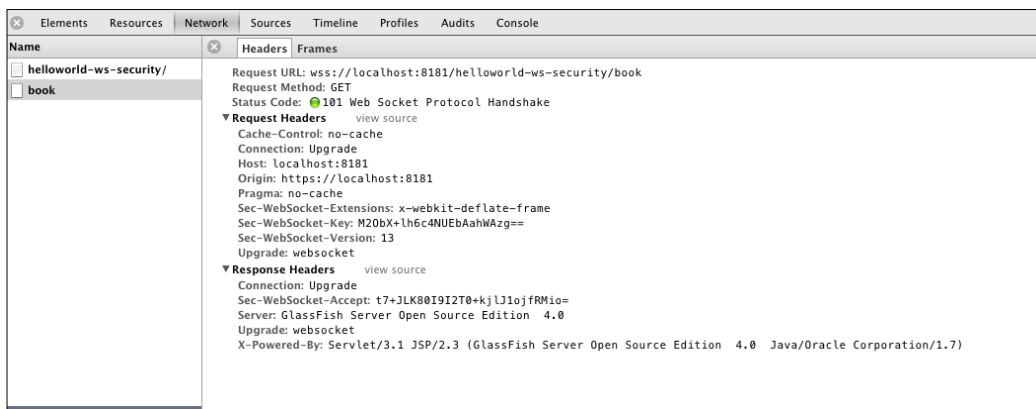 Elements Resources Network Sources Timeline Profiles Audits Console
Name
helloworld-ws-security/
book
Headers Frames
Request URL: wss://localhost:8181/helloworld-ws-security/book
Request Method: GET
Status Code: 101 Web Socket Protocol Handshake
Request Headers view source
Cache-Control: no-cache
Connection: Upgrade
Host: localhost:8181
Origin: https://localhost:8181
Pragma: no-cache
Sec-WebSocket-Extensions: x-webkit-deflate-frame
Sec-WebSocket-Key: M2ObX+lh6c4NUEbAahWAzg==
Sec-WebSocket-Version: 13
Upgrade: websocket
Response Headers view source
Connection: Upgrade
Sec-WebSocket-Accept: t7+JLK80I9I2T0+kjlJ1ojfRMio=
Server: GlassFish Server Open Source Edition 4.0
Upgrade: websocket
X-Powered-By: Servlet/3.1 JSP/2.3 (GlassFish Server Open Source Edition 4.0 Java/Oracle Corporation/1.7)